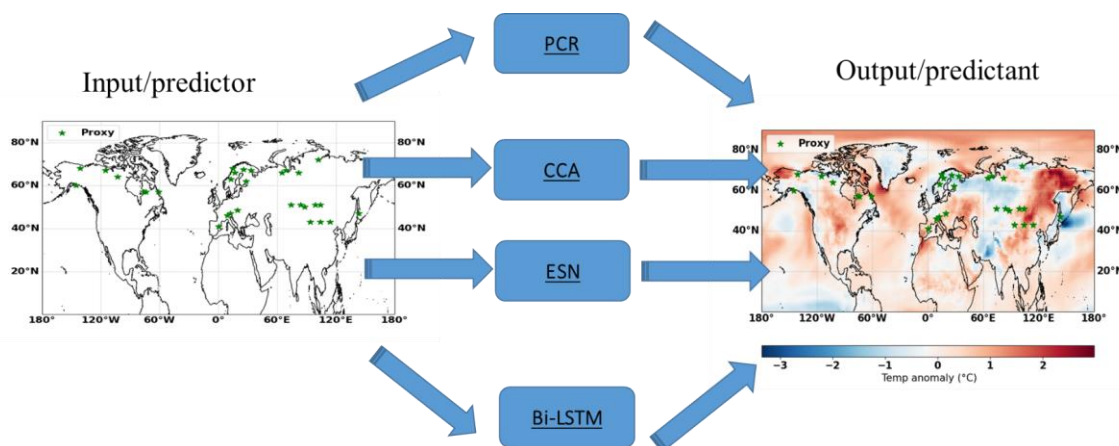 PCR
Input/predictor
Output/predictant
Proxy
80°N
60°N
40°N
20°N
180° 120°W 60°W 0° 60°E 120°E 180°
80°N
60°N
40°N
20°N
CCA
ESN
Bi-LSTM
Proxy
80°N
60°N
40°N
20°N
80°N
60°N
40°N
20°N
180° 120°W 60°W 0° 60°E 120°E 180°
−3 −2 −1 0 1 2
Temp anomaly (°C)